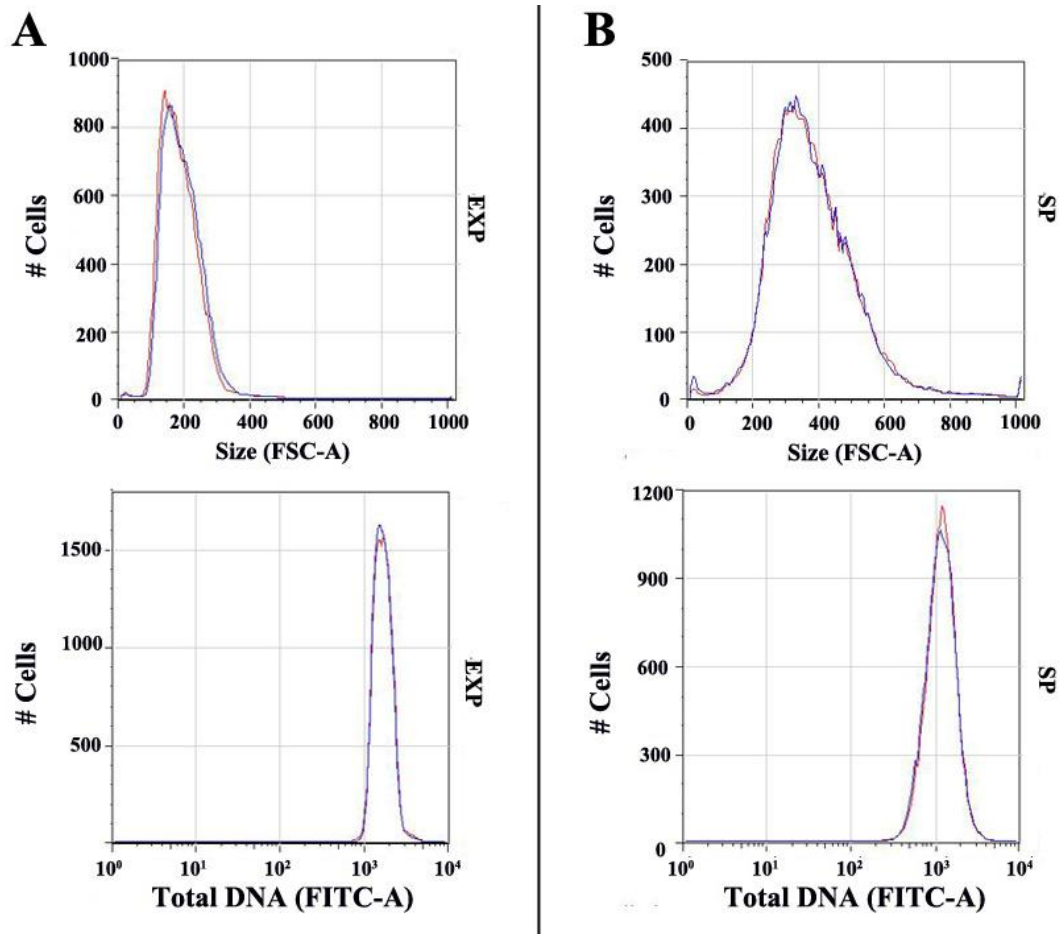 A
1000
800
600
400
200
0
# Cells
EXP
0 200 400 600 800 1000
Size (FSC-A)
1500
1000
500
# Cells
EXP
10⁰ 10¹ 10² 10³ 10⁴
Total DNA (FITC-A)
B
500
400
300
200
100
0
# Cells
SP
0 200 400 600 800 1000
Size (FSC-A)
1200
900
600
300
0
# Cells
SP
10⁰ 10¹ 10² 10³ 10⁴
Total DNA (FITC-A)